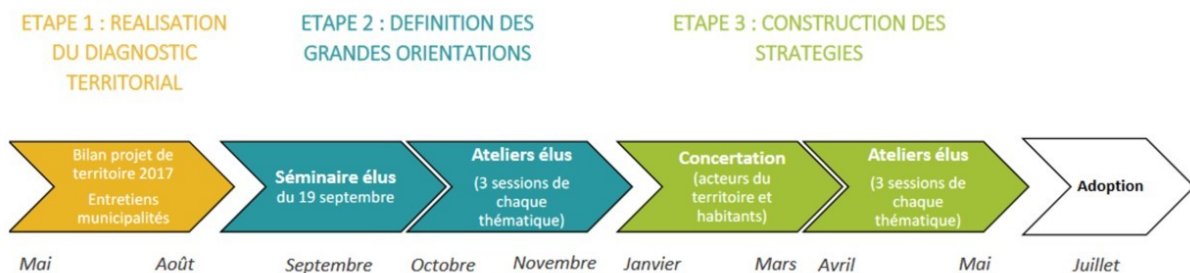 ETAPE 1 : REALISATION
DU DIAGNOSTIC
TERRITORIAL
ETAPE 2 : DEFINITION DES
GRANDES ORIENTATIONS
ETAPE 3 : CONSTRUCTION DES
STRATEGIES
Bilan projet de
territoire 2017
Entretiens
municipalités
Séminaire élus
du 19 septembre
Ateliers élus
(3 sessions de
chaque
thématique)
Concertation
(acteurs du
territoire et
habitants)
Ateliers élus
(3 sessions de
chaque
thématique)
Adoption
Mai Août Septembre Octobre Novembre Janvier Mars Avril Mai Juillet